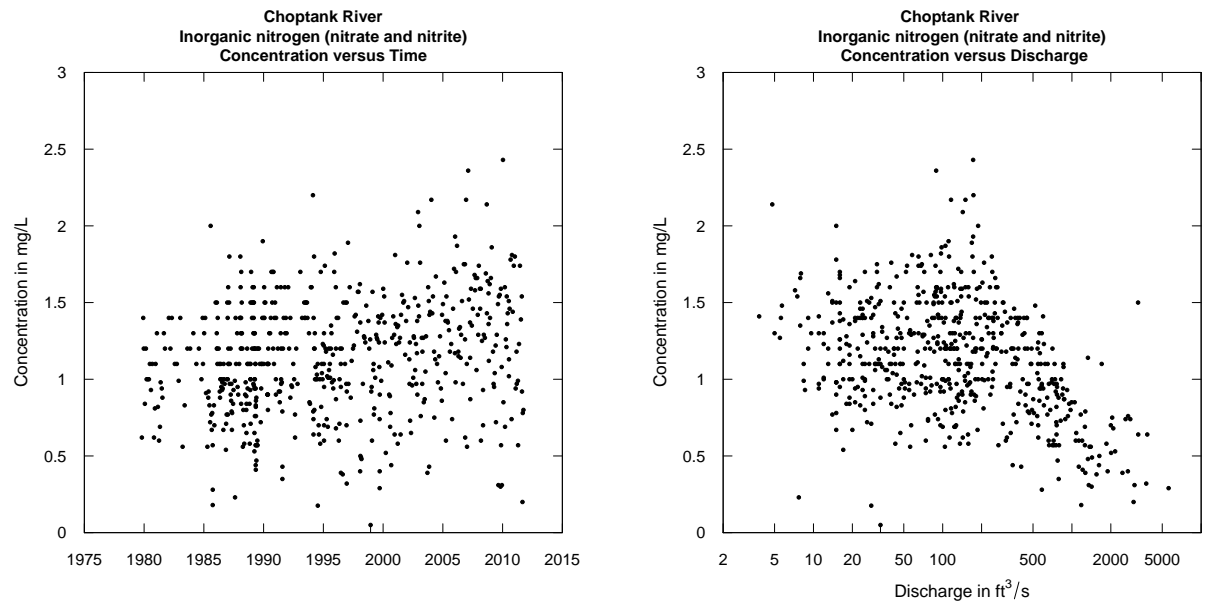 Choptank River
Inorganic nitrogen (nitrate and nitrite)
Concentration versus Time
3
2.5
2
1.5
1
0.5
0
Concentration in mg/L
1975 1980 1985 1990 1995 2000 2005 2010 2015
Choptank River
Inorganic nitrogen (nitrate and nitrite)
Concentration versus Discharge
3
2.5
2
1.5
1
0.5
0
Concentration in mg/L
2 5 10 20 50 100 500 2000 5000
Discharge in ft³/s